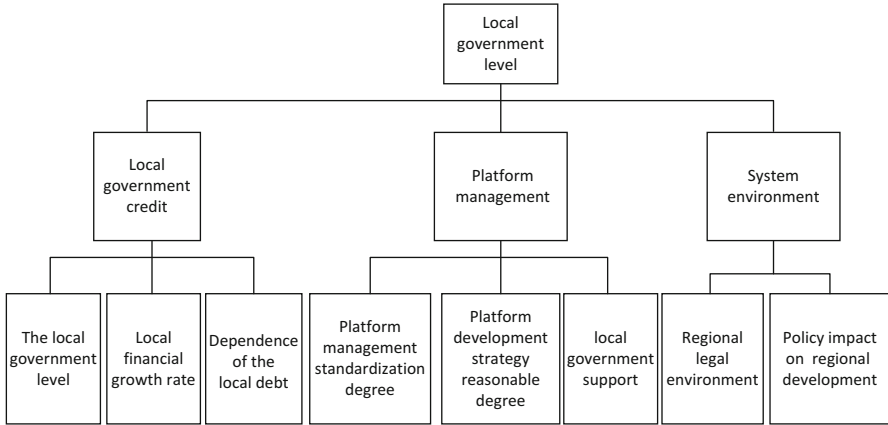 Local
government
level
Local
government
credit
Platform
management
System
environment
The local
government
level
Local
financial
growth rate
Dependence
of the
local debt
Platform
management
standardization
degree
Platform
development
strategy
reasonable
degree
local
government
support
Regional
legal
environment
Policy impact
on regional
development